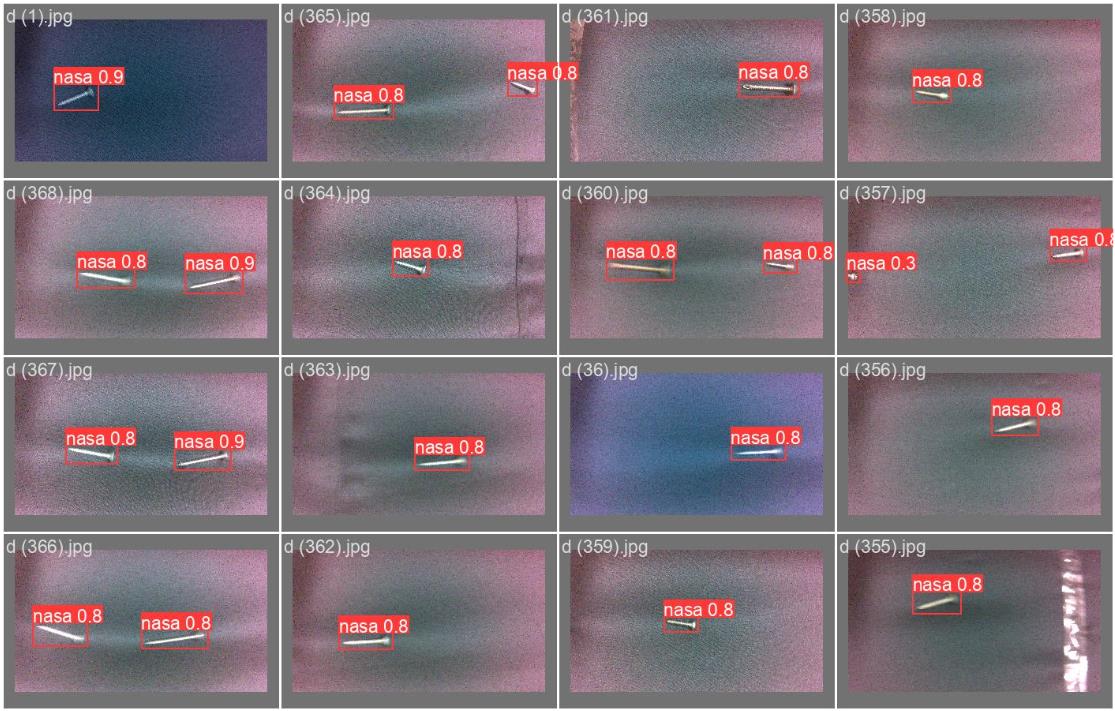 d (1).jpg
nasa 0.9
d (365).jpg
nasa 0.8
nasa 0.8
d (361).jpg
nasa 0.8
d (358).jpg
nasa 0.8
d (368).jpg
nasa 0.8
nasa 0.9
d (364).jpg
nasa 0.8
d (360).jpg
nasa 0.8
nasa 0.8
d (357).jpg
nasa 0.8
nasa 0.3
d (367).jpg
nasa 0.8
nasa 0.9
d (363).jpg
nasa 0.8
d (36).jpg
nasa 0.8
d (356).jpg
nasa 0.8
d (366).jpg
nasa 0.8
nasa 0.8
d (362).jpg
nasa 0.8
d (359).jpg
nasa 0.8
d (355).jpg
nasa 0.8